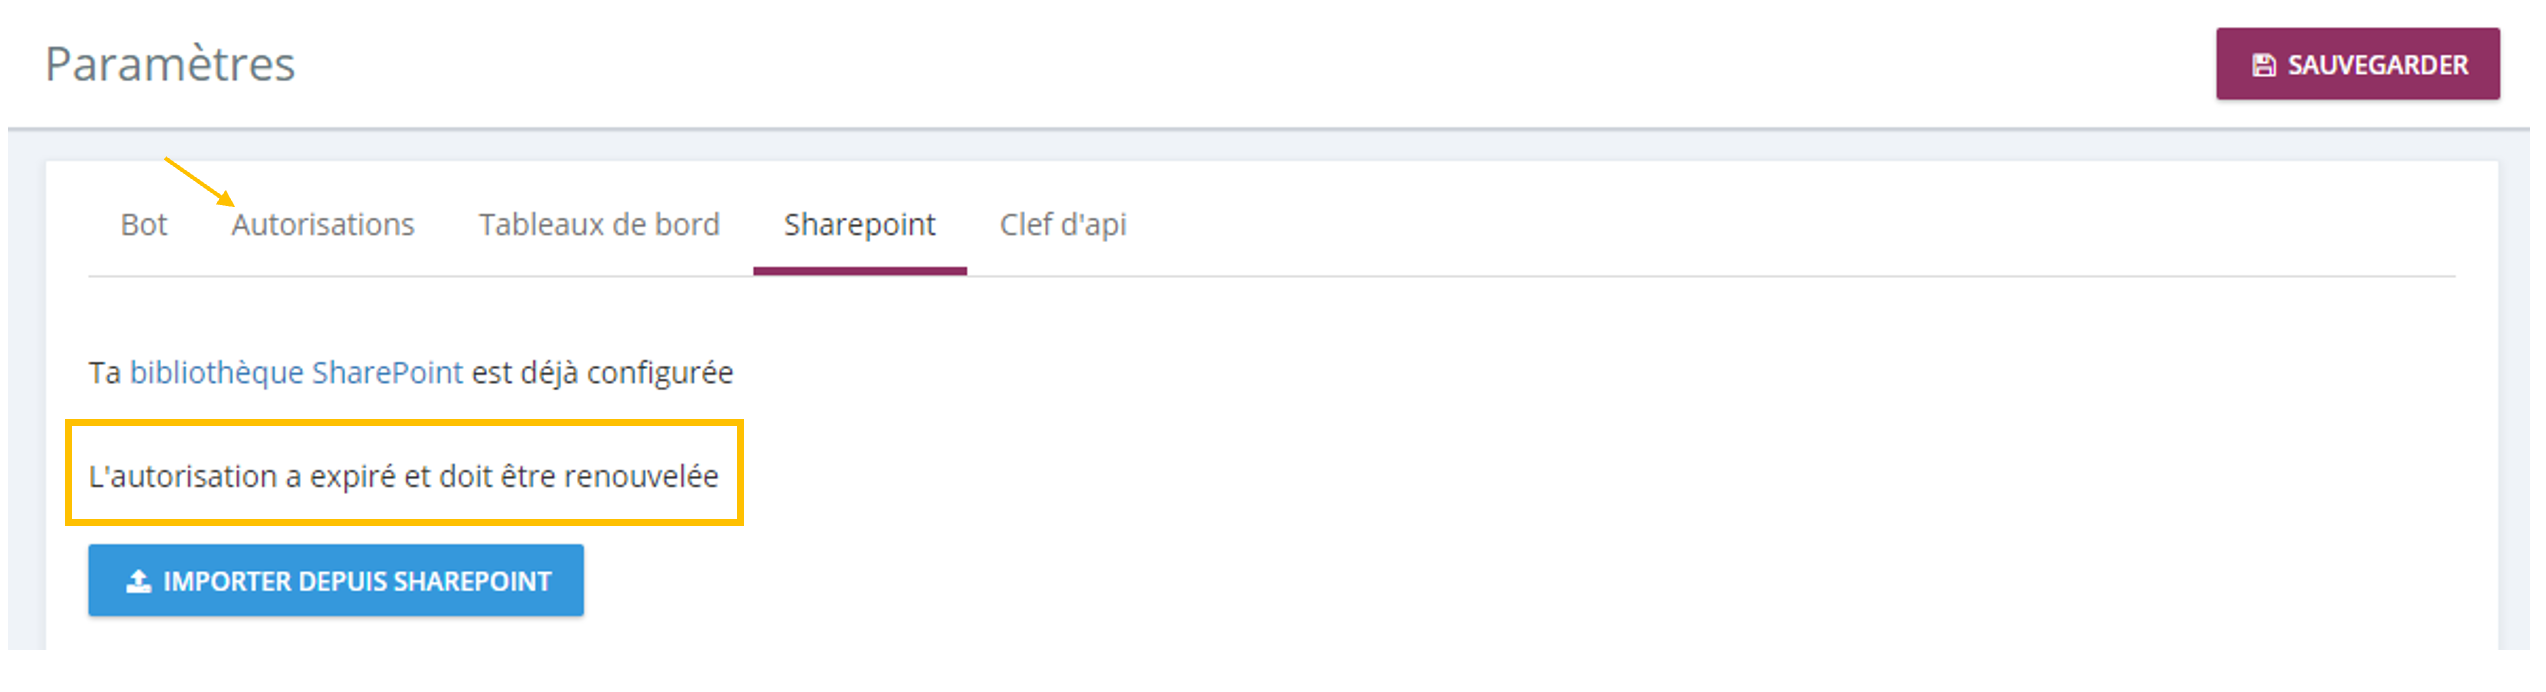 Paramètres
SAUVEGARDER
Bot Autorisations Tableaux de bord Sharepoint Clef d'api
Ta bibliothèque SharePoint est déjà configurée
L'autorisation a expiré et doit être renouvelée
IMPORTER DEPUIS SHAREPOINT